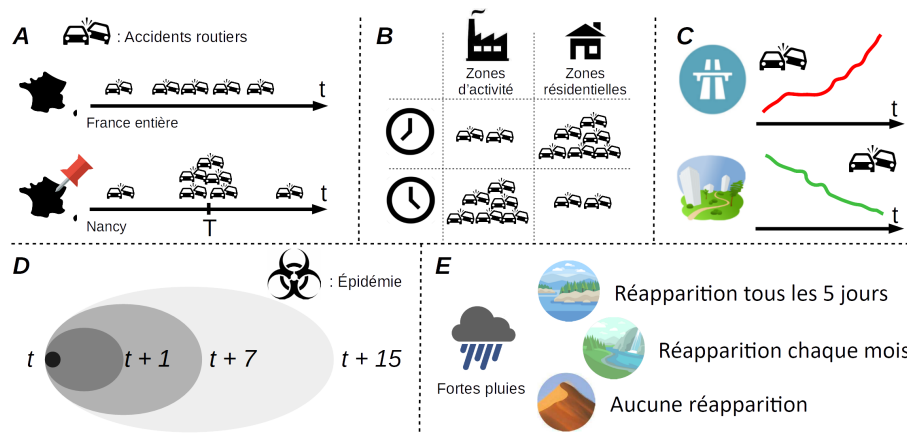 A
: Accidents routiers
t
France entière
t
Nancy
T
B
Zones
d'activité
Zones
résidentielles
C
t
t
D
: Épidémie
t
t + 1
t + 7
t + 15
E
Fortes pluies
Réapparition tous les 5 jours
Réapparition chaque mois
Aucune réapparition